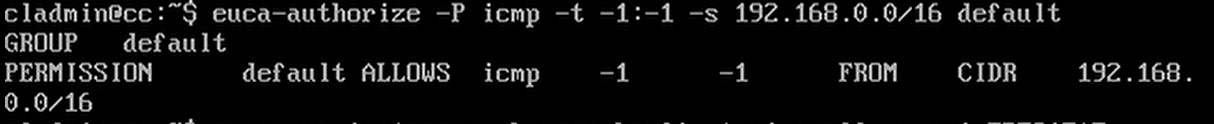 cladmin@cc:~$ euca-authorize -P icmp -t -1:-1 -s 192.168.0.0/16 default
GROUP default
PERMISSION default ALLOWS icmp -1 -1 FROM CIDR 192.168.
0.0/16